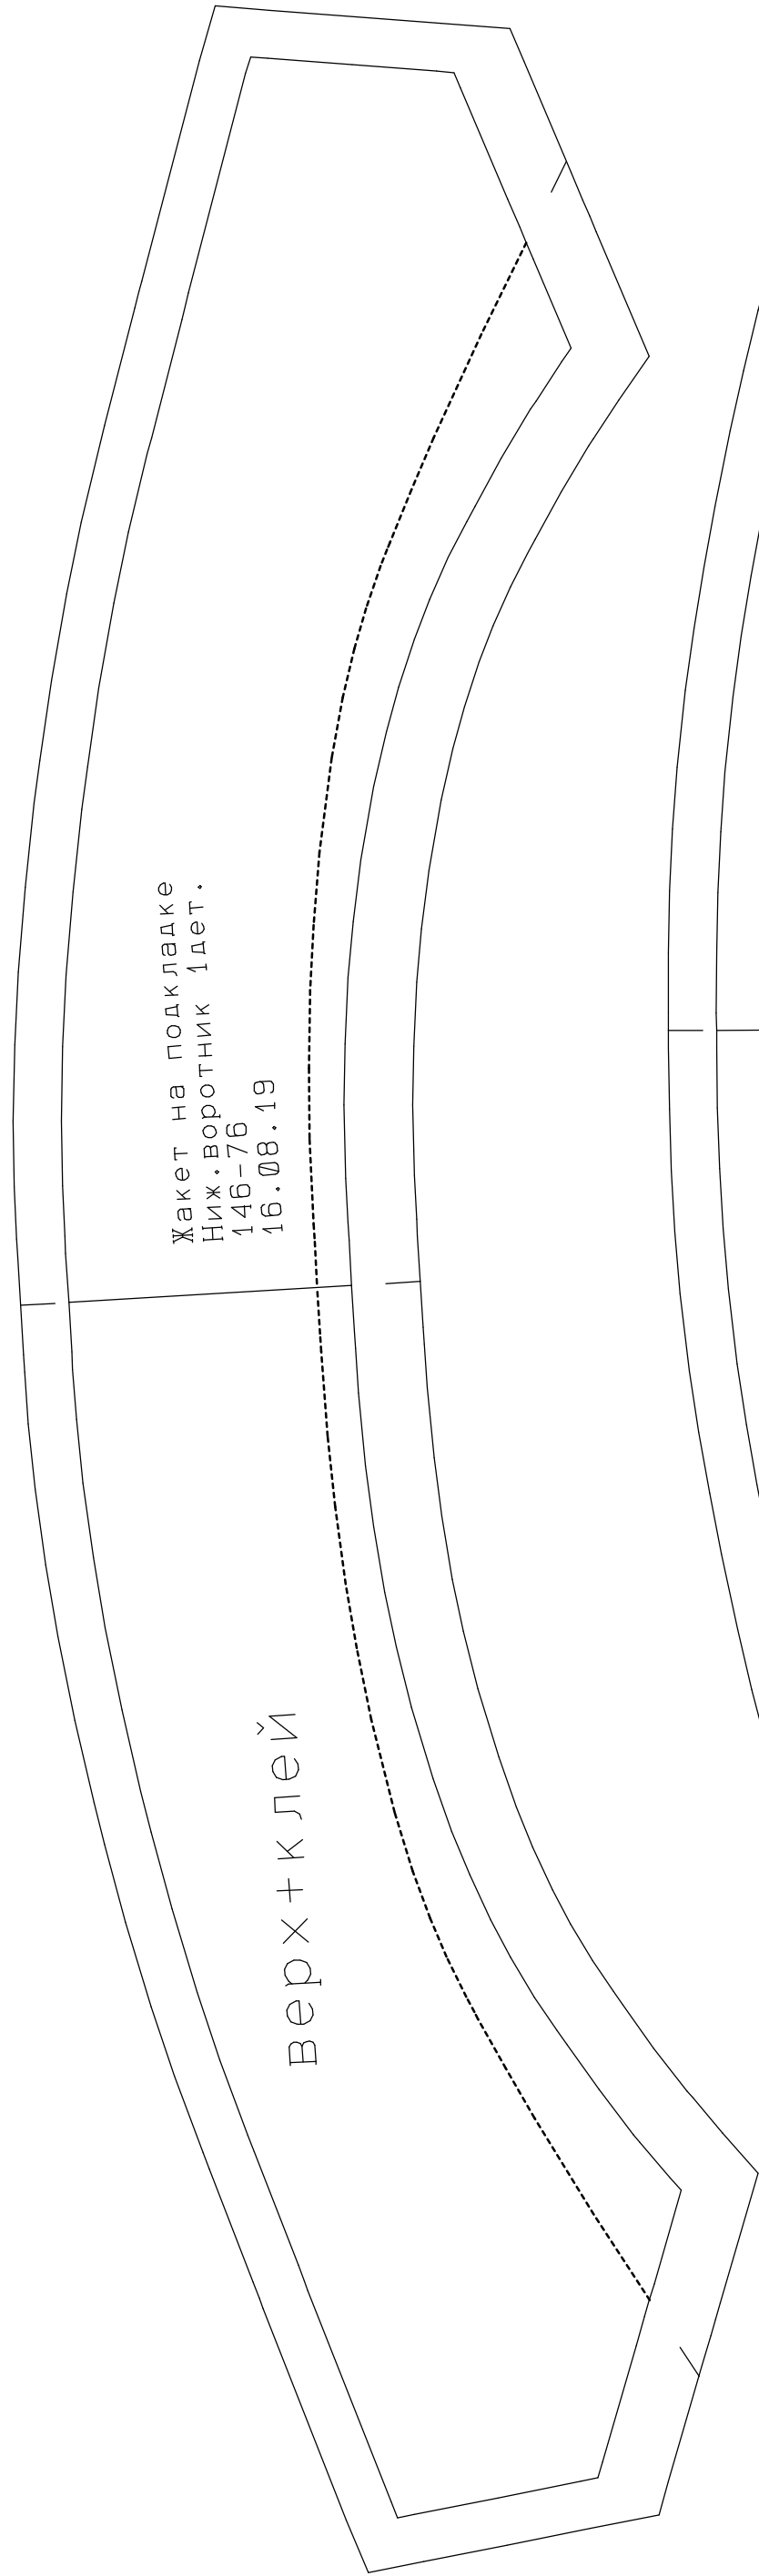 Жакет на подкладке
Ниж.воротник 1дет.
146-76
16.08.19
верх+клей